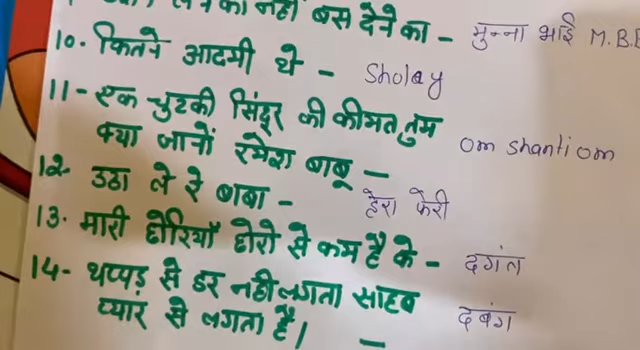 लेने का नहीं बस देने का - मुन्ना भाई M.B.B
10. कितने आदमी थे - Sholay
11 - एक चुटकी सिंदूर की कीमत तुम
क्या जानों रमेश बाबू - om shanti om
12. उठा ले रे बाबा - हेरा फेरी
13. मारी छोरियाँ छोरो से कम है के - दगंल
14 - थप्पड़ से डर नहीं लगता साहब
प्यार से लगता है। - दबंग